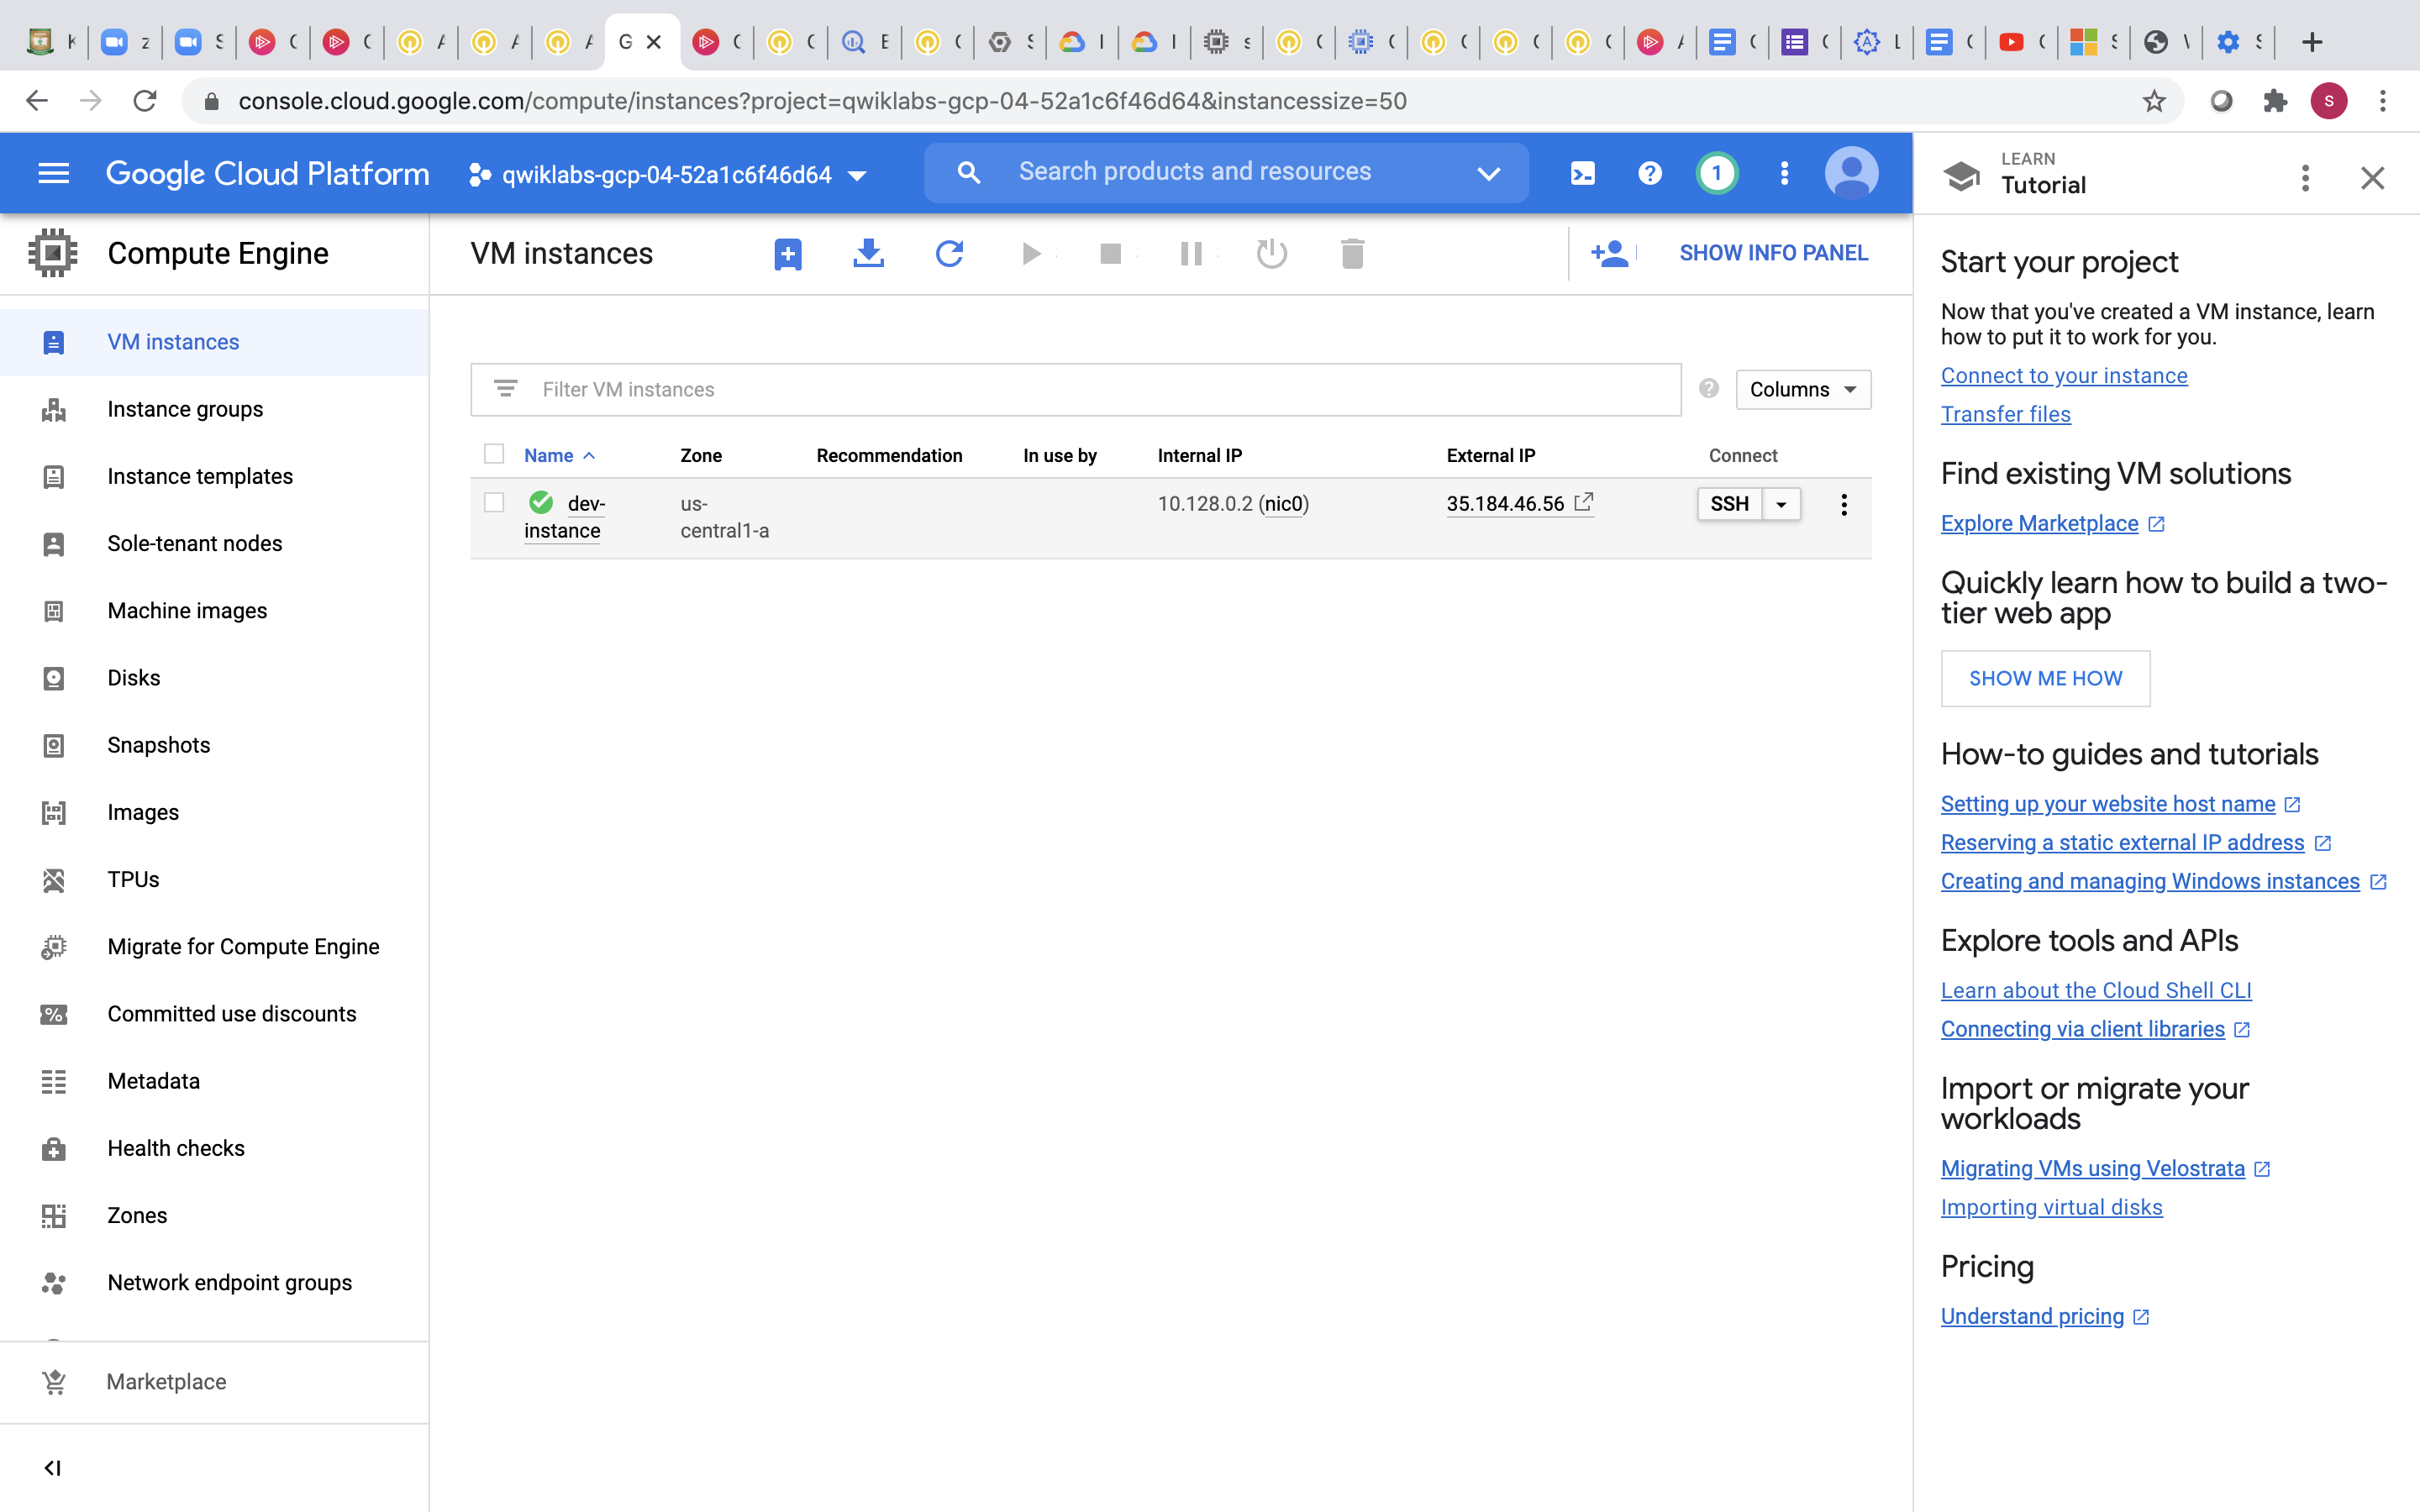 console.cloud.google.com/compute/instances?project=qwiklabs-gcp-04-52a1c6f46d64&instancessize=50
S
Google Cloud Platform
qwiklabs-gcp-04-52a1c6f46d64
Search products and resources
1
LEARN
Tutorial
Compute Engine
VM instances
SHOW INFO PANEL
VM instances
Instance groups
Instance templates
Sole-tenant nodes
Machine images
Disks
Snapshots
Images
TPUs
Migrate for Compute Engine
Committed use discounts
Metadata
Health checks
Zones
Network endpoint groups
Marketplace
Filter VM instances
Columns
Name Zone Recommendation In use by Internal IP External IP Connect
dev-instance us-central1-a 10.128.0.2 (nic0) 35.184.46.56 SSH
Start your project
Now that you've created a VM instance, learn
how to put it to work for you.
Connect to your instance
Transfer files
Find existing VM solutions
Explore Marketplace
Quickly learn how to build a two-
tier web app
SHOW ME HOW
How-to guides and tutorials
Setting up your website host name
Reserving a static external IP address
Creating and managing Windows instances
Explore tools and APIs
Learn about the Cloud Shell CLI
Connecting via client libraries
Import or migrate your
workloads
Migrating VMs using Velostrata
Importing virtual disks
Pricing
Understand pricing